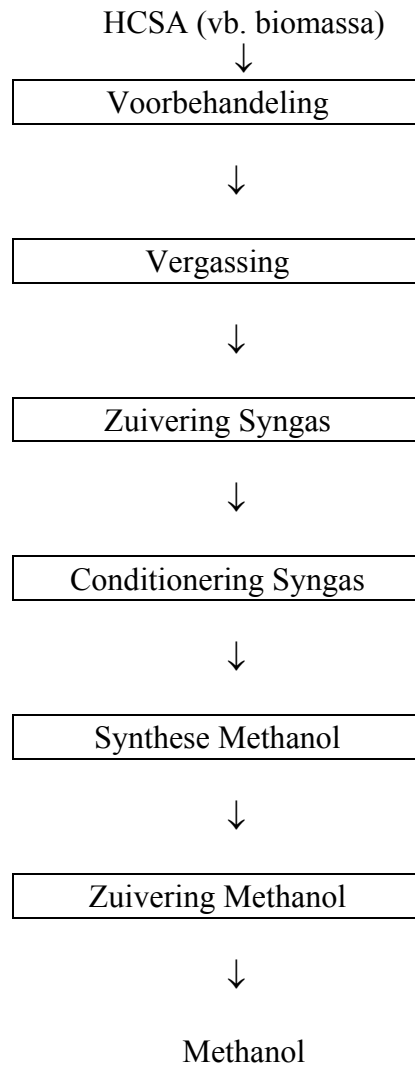 HCSA (vb. biomassa)
↓
Voorbehandeling
↓
Vergassing
↓
Zuivering Syngas
↓
Conditionering Syngas
↓
Synthese Methanol
↓
Zuivering Methanol
↓
Methanol